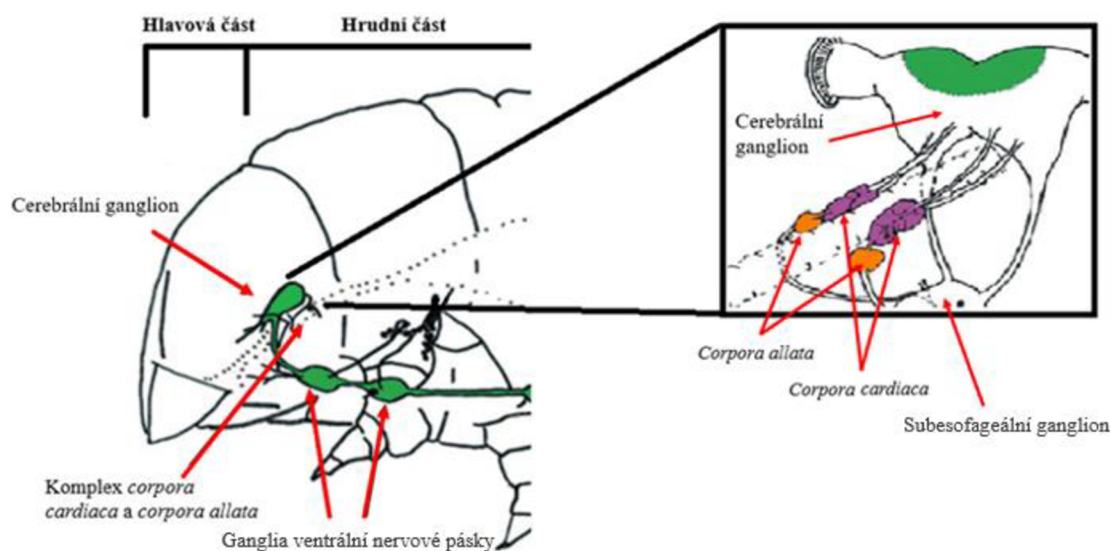 Hlavová část
Hrudní část
Cerebrální ganglion
Komplex corpora
cardiaca a corpora allata
Ganglia ventrální nervové pásky
Cerebrální
ganglion
Corpora allata
Corpora cardiaca
Subesofageální ganglion